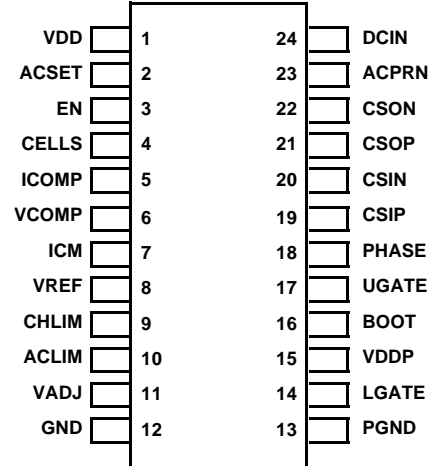 VDD 1 24 DCIN
ACSET 2 23 ACPRN
EN 3 22 CSON
CELLS 4 21 CSOP
ICOMP 5 20 CSIN
VCOMP 6 19 CSIP
ICM 7 18 PHASE
VREF 8 17 UGATE
CHLIM 9 16 BOOT
ACLIM 10 15 VDDP
VADJ 11 14 LGATE
GND 12 13 PGND